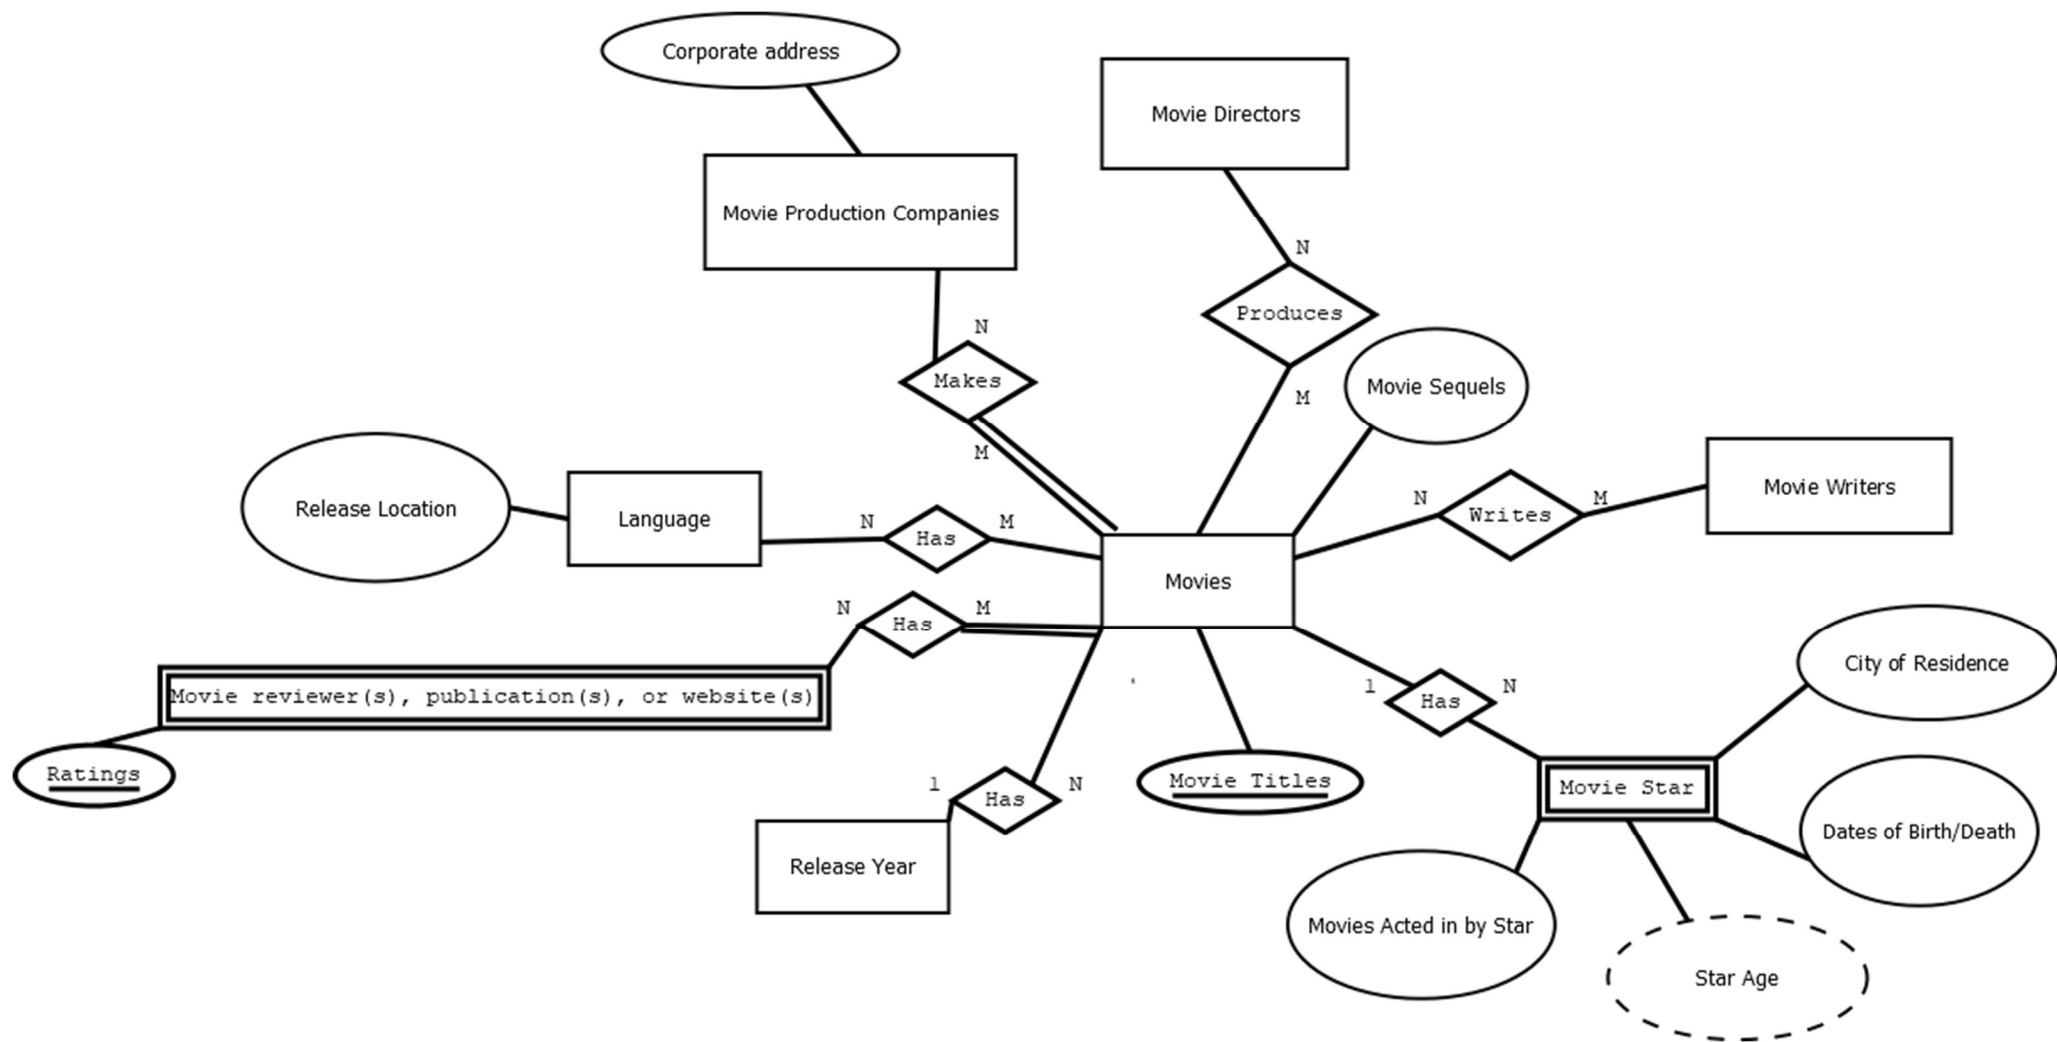 Corporate address
Movie Directors
Movie Production Companies
N
Produces
N
Makes
M
Movie Sequels
M
Release Location
Language
N
Has
M
N
Writes
M
Movie Writers
Movies
N
Has
M
Movie reviewer(s), publication(s), or website(s)
Ratings
1
Has
N
Release Year
Movie Titles
1
Has
N
City of Residence
Movie Star
Dates of Birth/Death
Movies Acted in by Star
Star Age